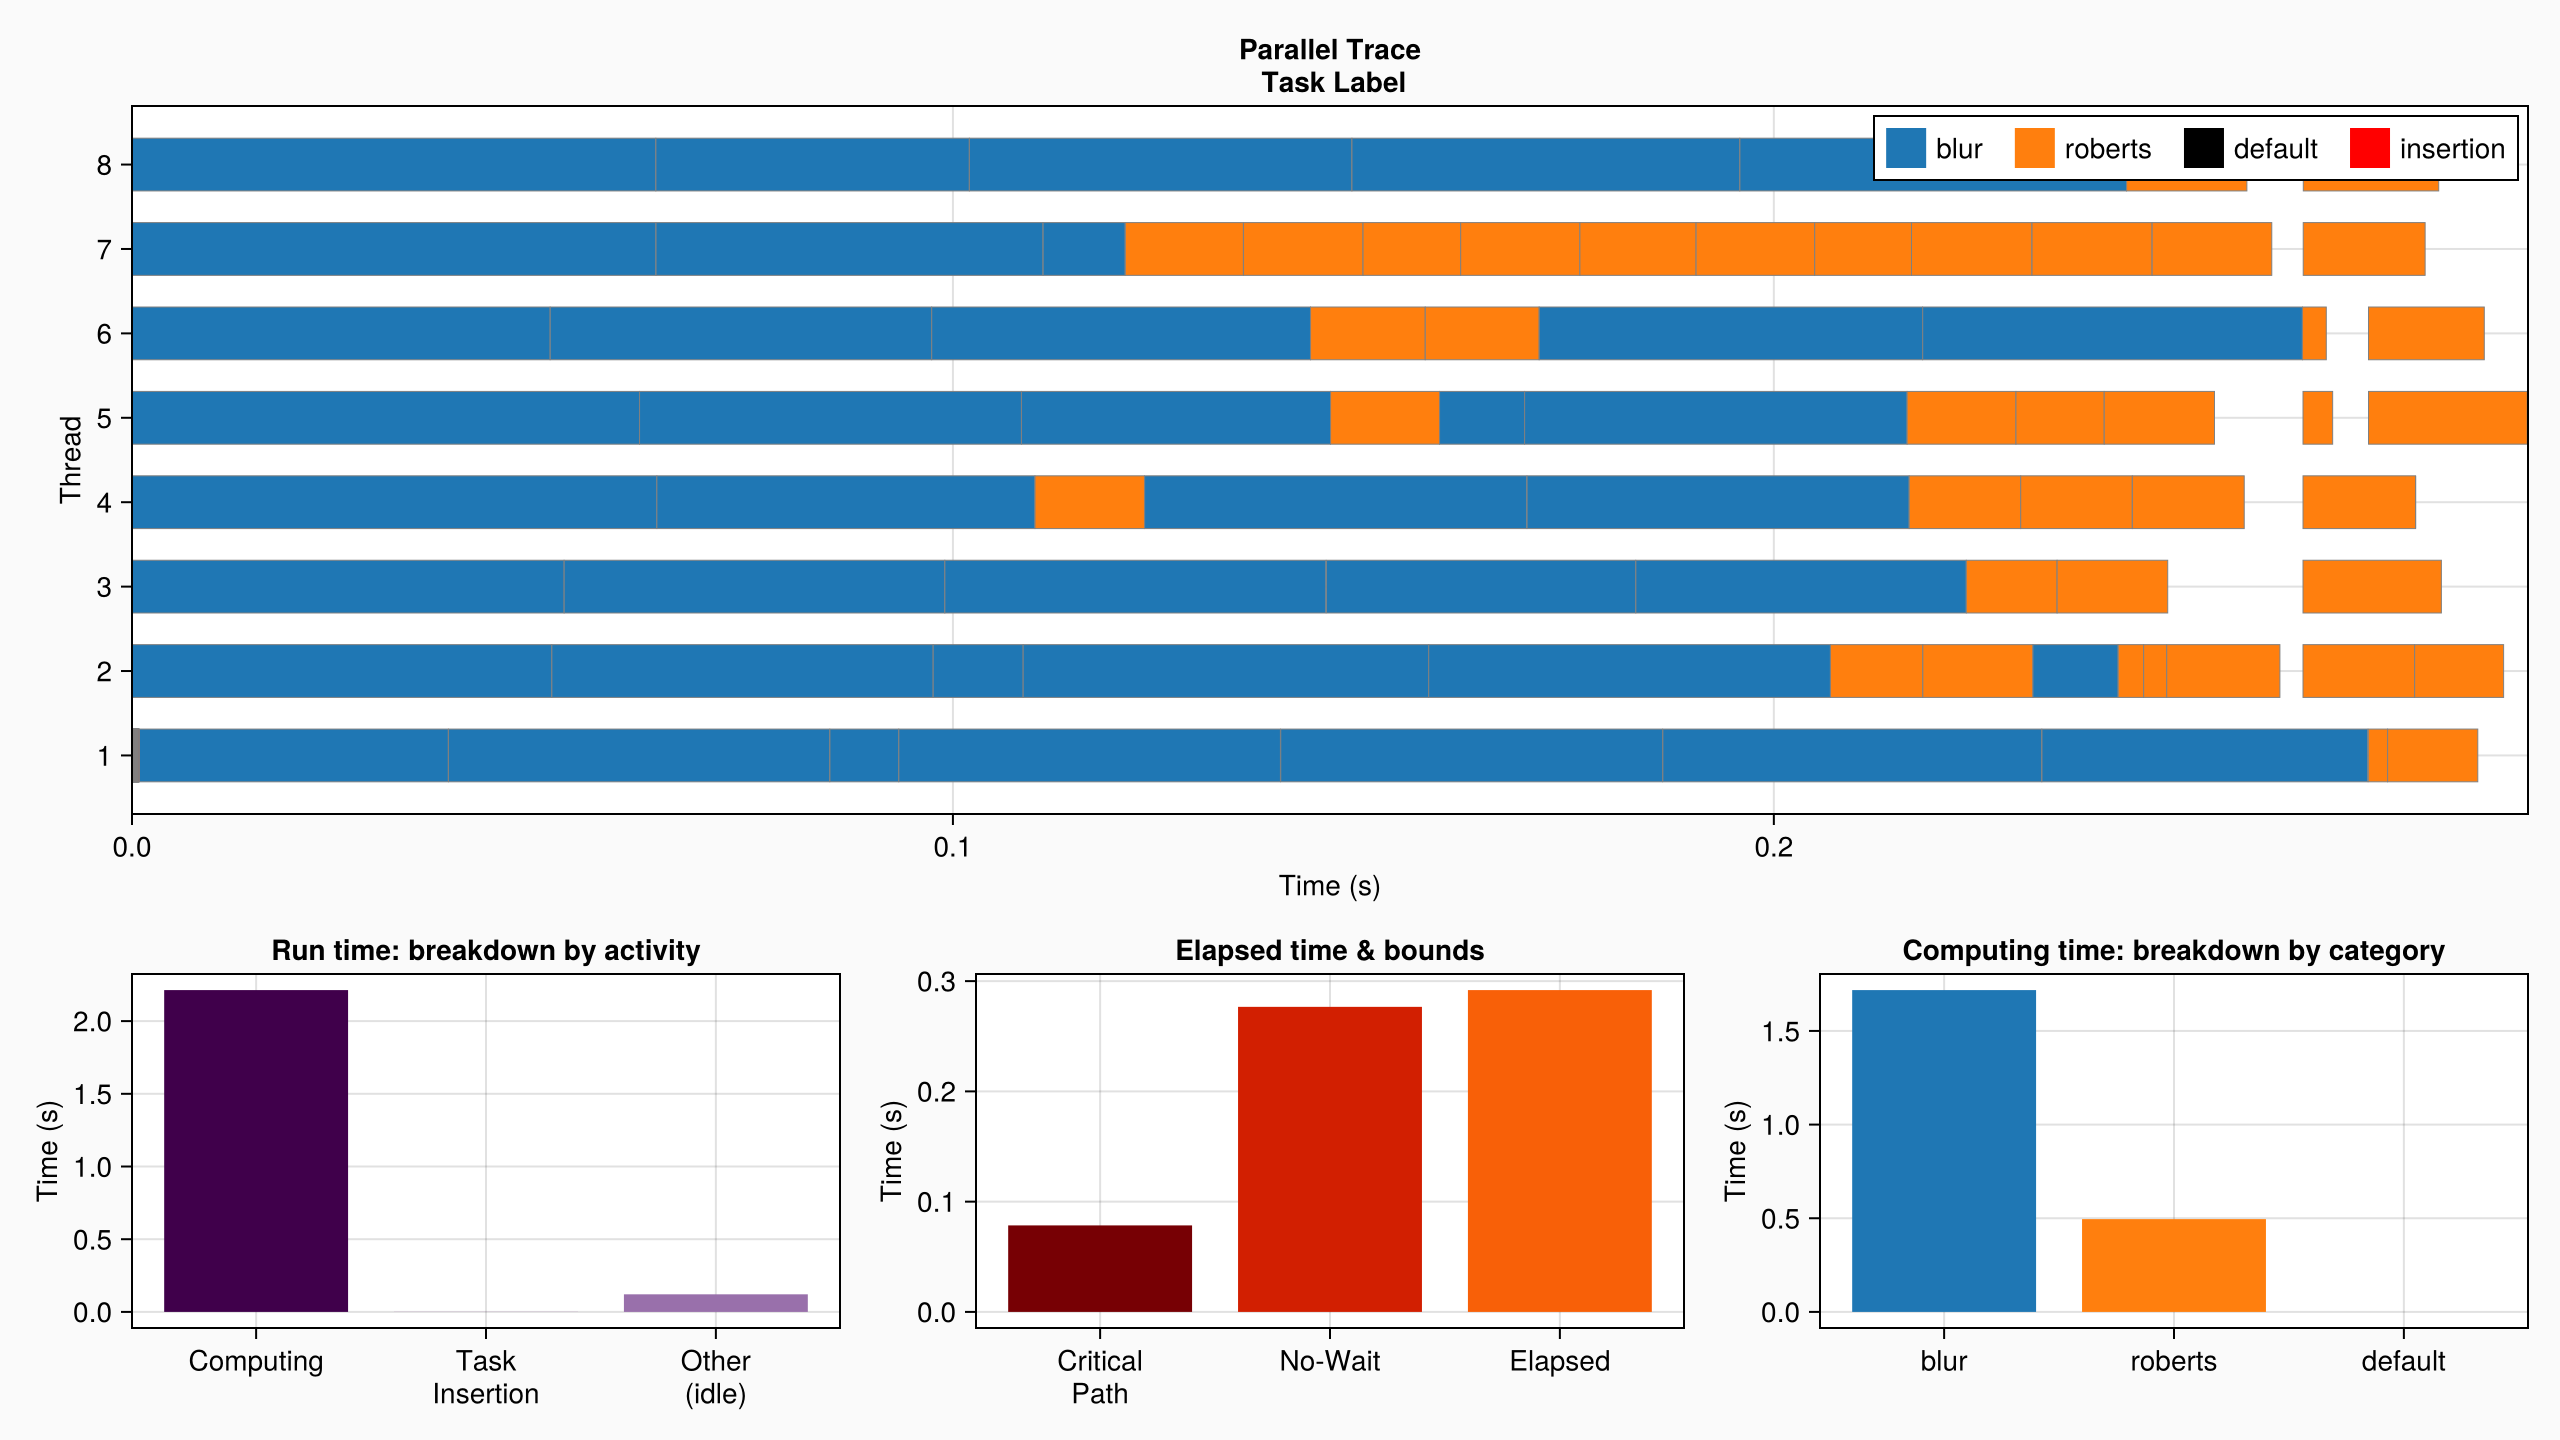 Parallel Trace
Task Label
blur
roberts
default
insertion
8
7
6
5
4
3
2
1
Thread
0.0
0.1
0.2
Time (s)
Run time: breakdown by activity
2.0
1.5
1.0
0.5
0.0
Time (s)
Computing
Task
Insertion
Other
(idle)
Elapsed time & bounds
0.3
0.2
0.1
0.0
Time (s)
Critical
Path
No-Wait
Elapsed
Computing time: breakdown by category
1.5
1.0
0.5
0.0
Time (s)
blur
roberts
default